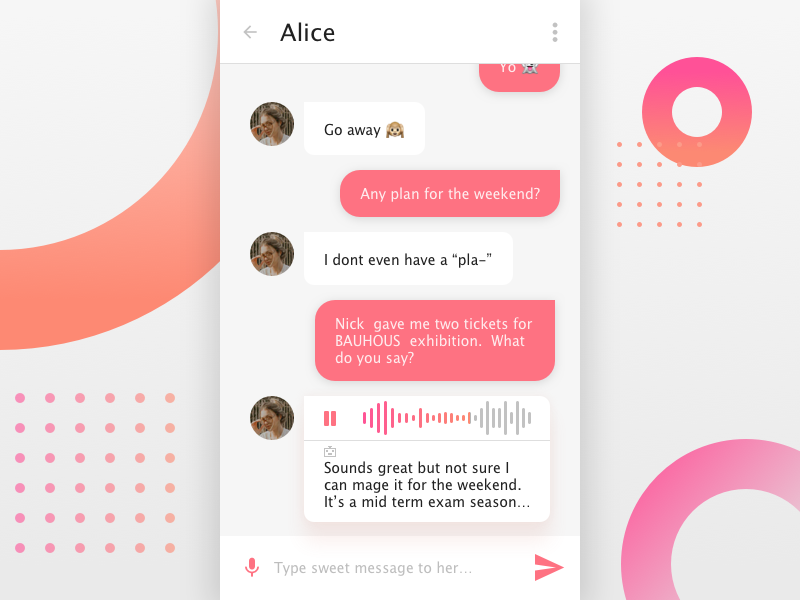 Alice
Yo
Go away
Any plan for the weekend?
I dont even have a “pla-”
Nick gave me two tickets for
BAUHOUS exhibition. What
do you say?
Sounds great but not sure I
can mage it for the weekend.
It’s a mid term exam season…
Type sweet message to her…